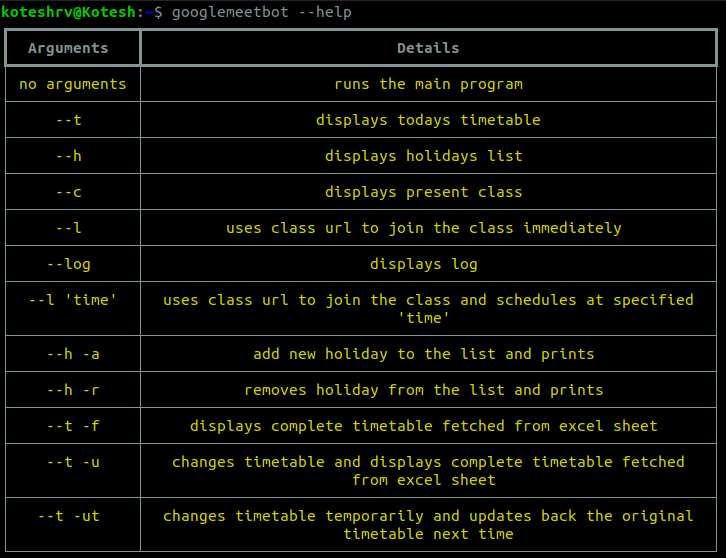 koteshrv@Kotesh:~$ googlemeetbot --help
Arguments Details
no arguments runs the main program
--t displays todays timetable
--h displays holidays list
--c displays present class
--l uses class url to join the class immediately
--log displays log
--l 'time' uses class url to join the class and schedules at specified
'time'
--h -a add new holiday to the list and prints
--h -r removes holiday from the list and prints
--t -f displays complete timetable fetched from excel sheet
--t -u changes timetable and displays complete timetable fetched
from excel sheet
--t -ut changes timetable temporarily and updates back the original
timetable next time